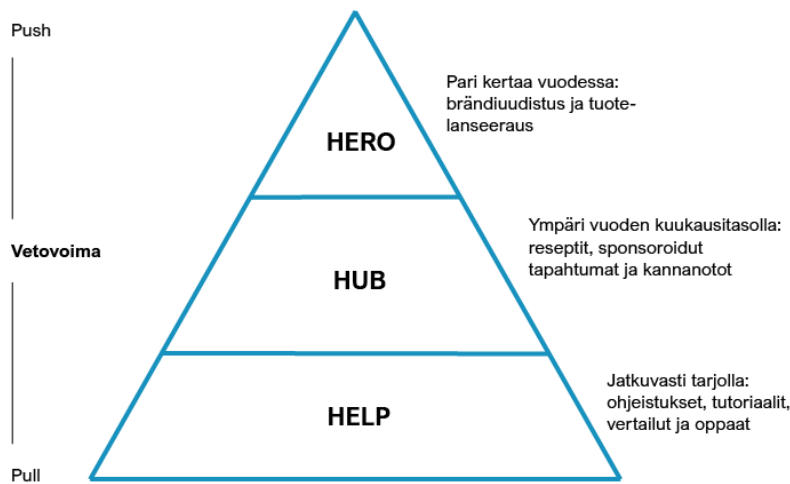 Push
Pari kertaa vuodessa:
brändiuudistus ja tuote-
lanseeraus
HERO
Ympäri vuoden kuukausitasolla:
reseptit, sponsoroidut
tapahtumat ja kannanotot
Vetovoima
HUB
Jatkuvasti tarjolla:
ohjeistukset, tutoriaalit,
vertailut ja oppaat
HELP
Pull